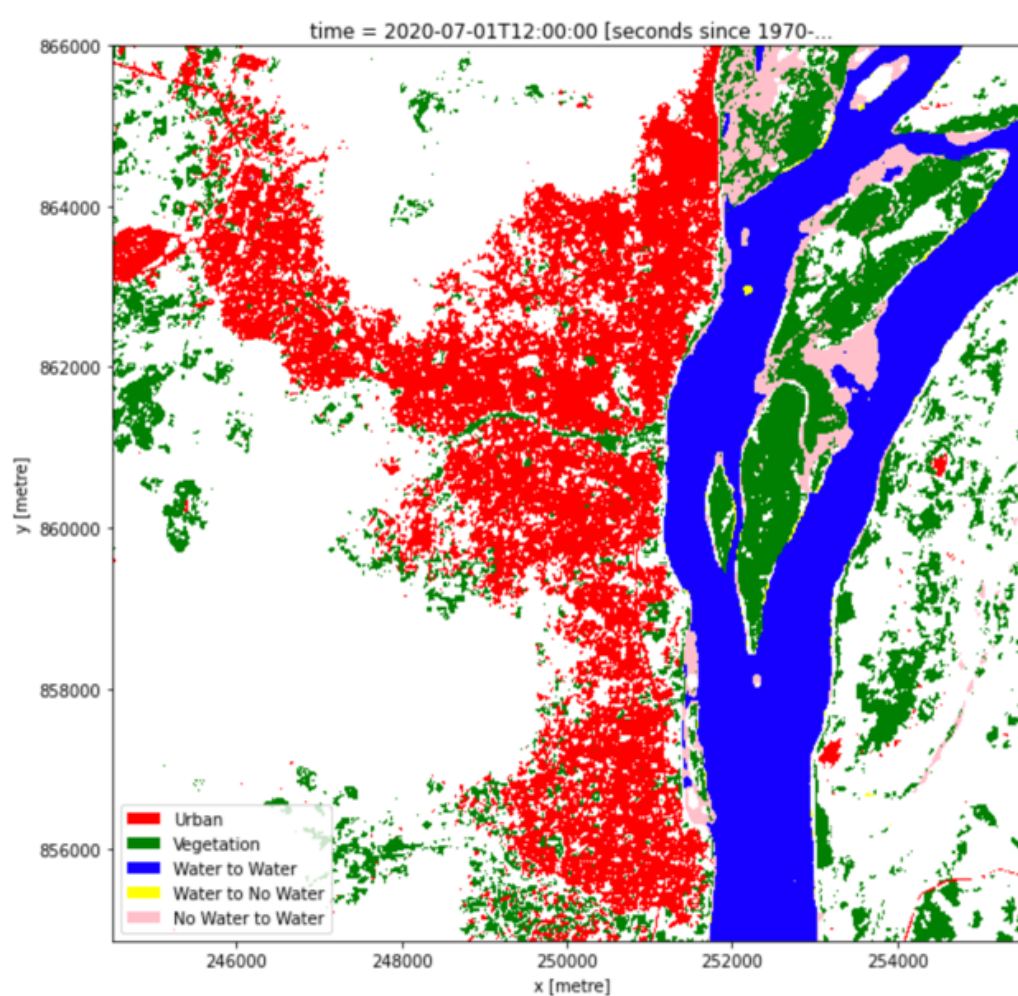 time = 2020-07-01T12:00:00 [seconds since 1970-...
866000
864000
862000
860000
858000
856000
y [metre]
Urban
Vegetation
Water to Water
Water to No Water
No Water to Water
246000 248000 250000 252000 254000
x [metre]